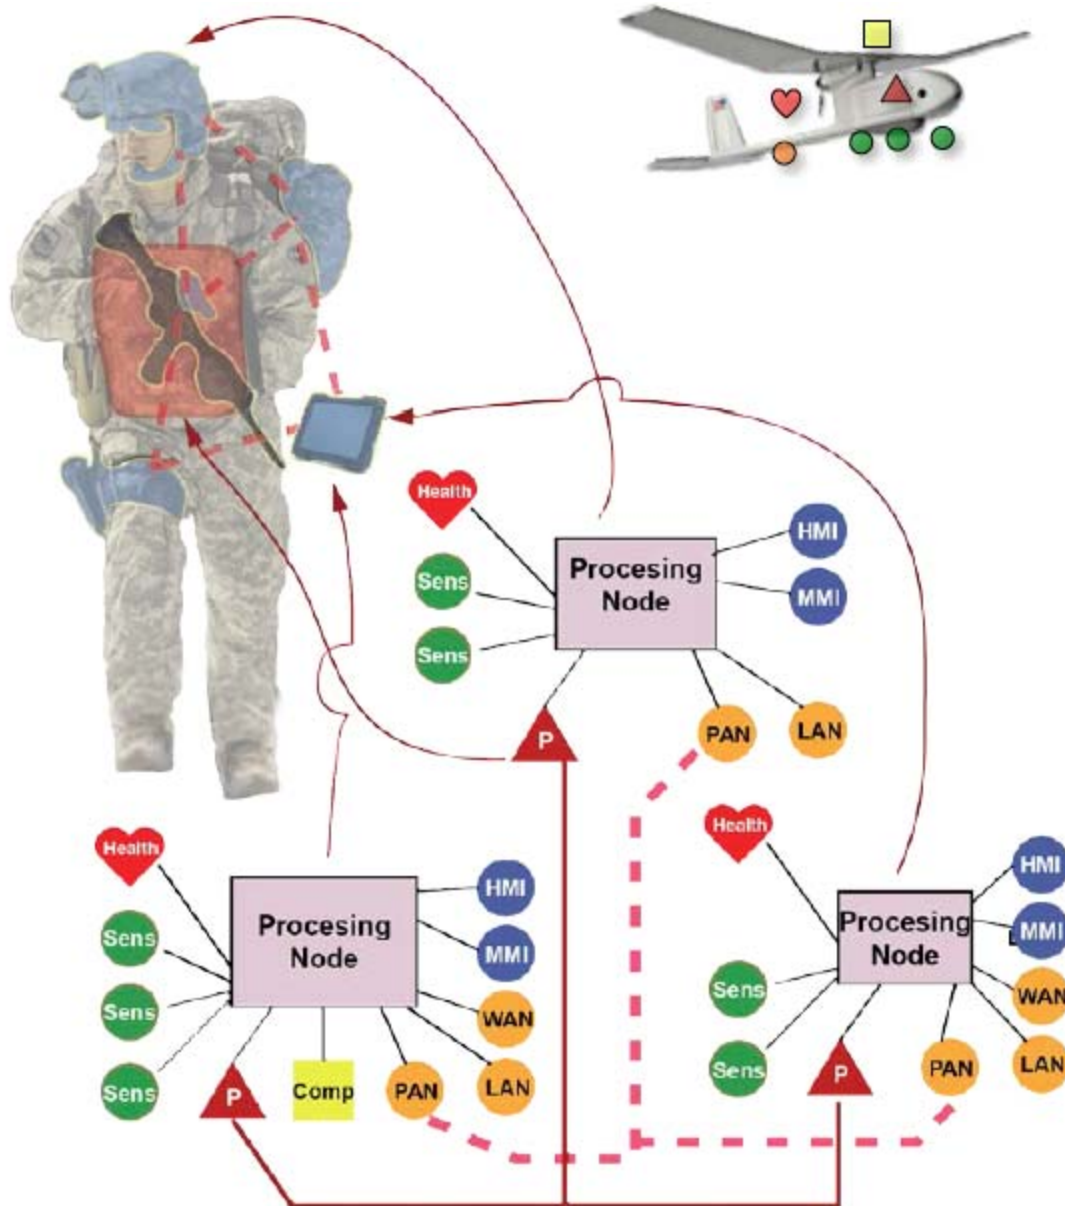 Health
HMI
Procesing
Node
Sens
MMI
Sens
P
PAN
LAN
Health
HMI
Procesing
Node
Sens
MMI
Sens
WAN
Sens
P
Comp
PAN
LAN
Health
HMI
Procesing
Node
MMI
Sens
WAN
Sens
P
PAN
LAN